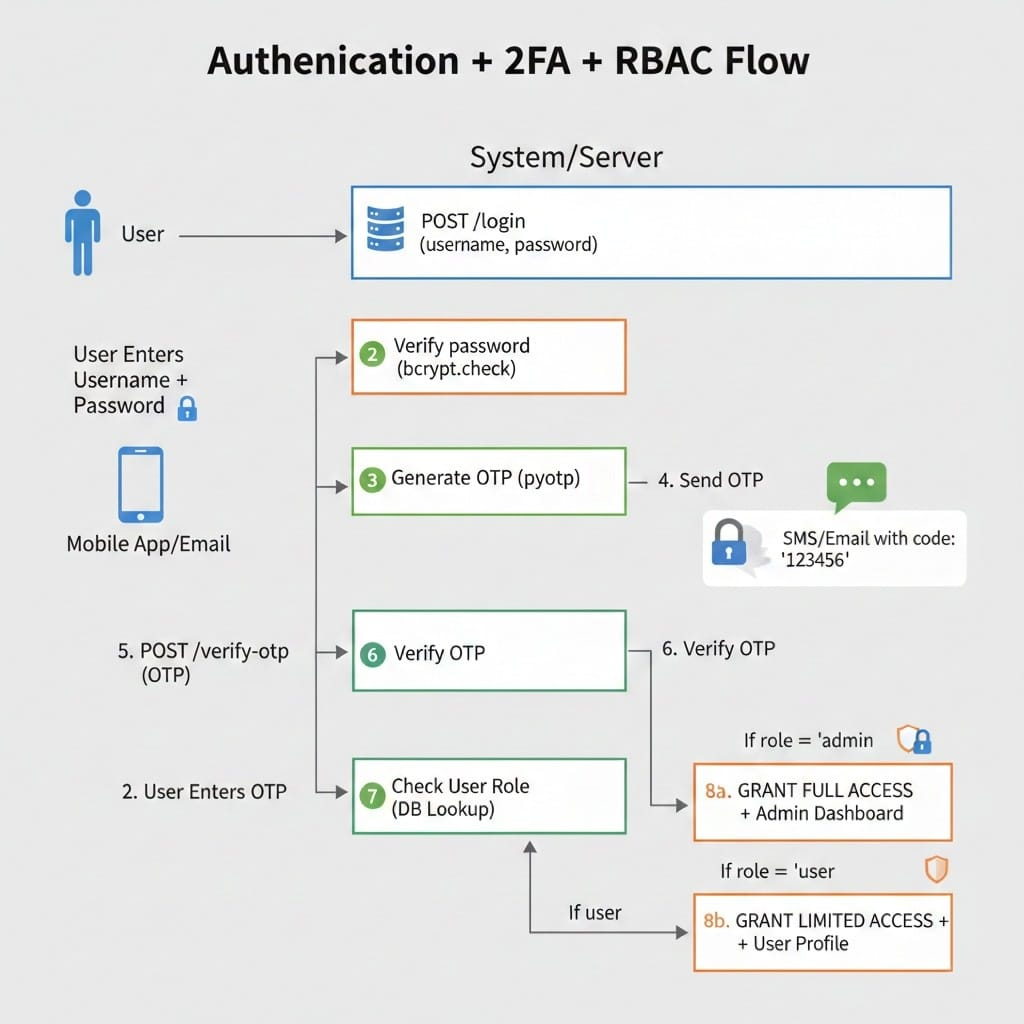 Authenication + 2FA + RBAC Flow
System/Server
User
POST /login
(username, password)
User Enters
Username +
Password
2 Verify password
(bcrypt.check)
3 Generate OTP (pyotp)
4. Send OTP
SMS/Email with code:
'123456'
Mobile App/Email
5. POST /verify-otp
(OTP)
6 Verify OTP
6. Verify OTP
2. User Enters OTP
7 Check User Role
(DB Lookup)
If role = 'admin
8a. GRANT FULL ACCESS
+ Admin Dashboard
If role = 'user
If user
8b. GRANT LIMITED ACCESS +
+ User Profile